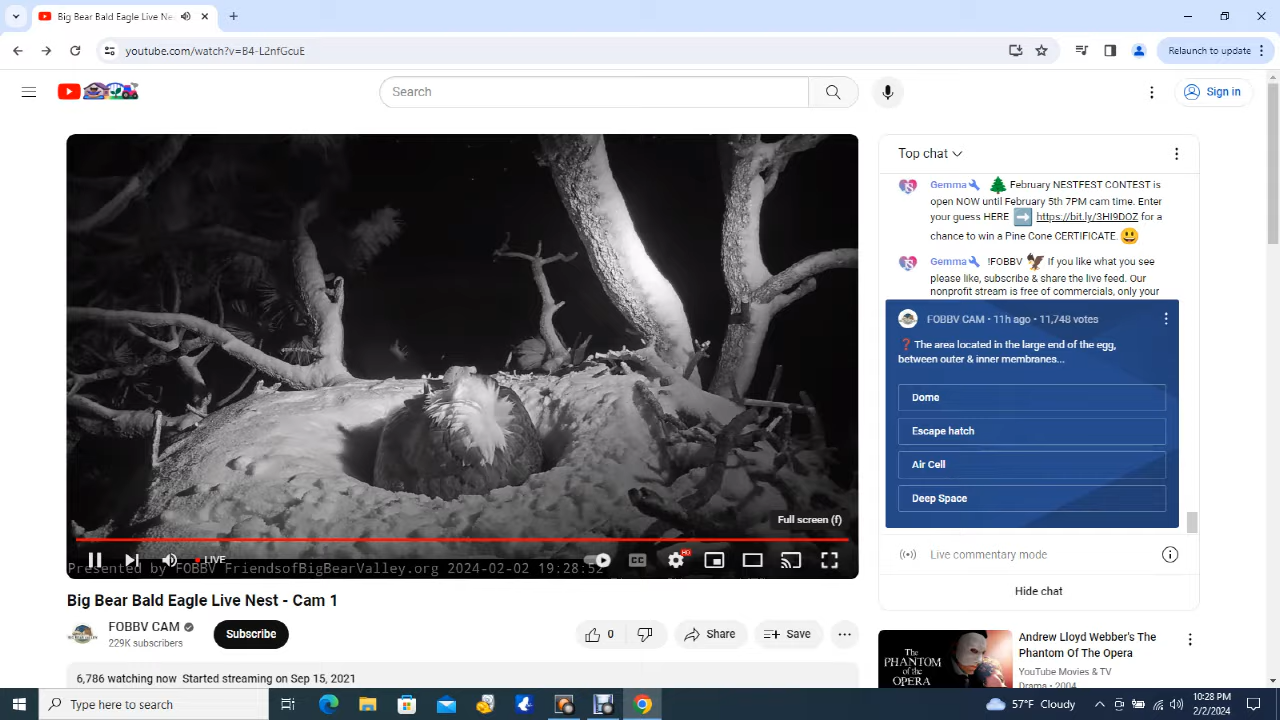 Big Bear Bald Eagle Live Ne
youtube.com/watch?v=B4-L2nfGcuE
Relaunch to update
Search
Sign in
Top chat
Gemma 🔧 🌲 February NESTFEST CONTEST is
open NOW until February 5th 7PM cam time. Enter
your guess HERE ➡️ https://bit.ly/3HI9DOZ for a
chance to win a Pine Cone CERTIFICATE. 😃
Gemma 🔧 !FOBBV 🦅 If you like what you see
please like, subscribe & share the live feed. Our
nonprofit stream is free of commercials, only your
FOBBV CAM • 11h ago • 11,748 votes
❓The area located in the large end of the egg,
between outer & inner membranes...
Dome
Escape hatch
Air Cell
Deep Space
Full screen (f)
LIVE
CC
HD
Presented by FOBBV FriendsofBigBearValley.org 2024-02-02 19:28:52
Live commentary mode
Hide chat
Big Bear Bald Eagle Live Nest - Cam 1
FOBBV CAM
229K subscribers
Subscribe
0
Share
Save
6,786 watching now Started streaming on Sep 15, 2021
The
PHANTOM
of the
OPERA
Andrew Lloyd Webber's The
Phantom Of The Opera
YouTube Movies & TV
Drama • 2004
Type here to search
57°F Cloudy
10:28 PM
2/2/2024